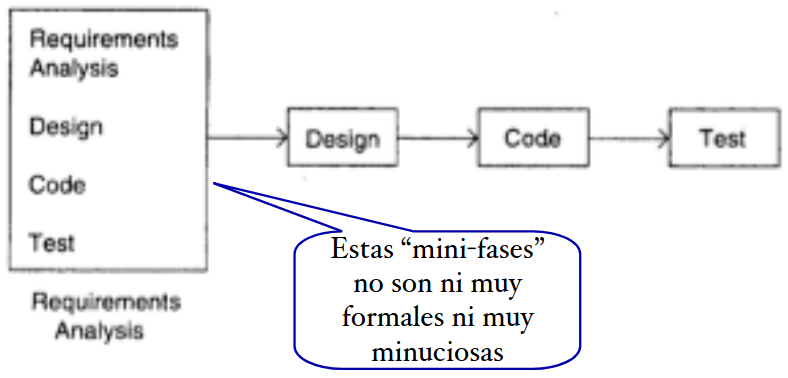 Requirements
Analysis
Design
Code
Test
Design
Code
Test
Requirements
Analysis
Estas “mini-fases”
no son ni muy
formales ni muy
minuciosas